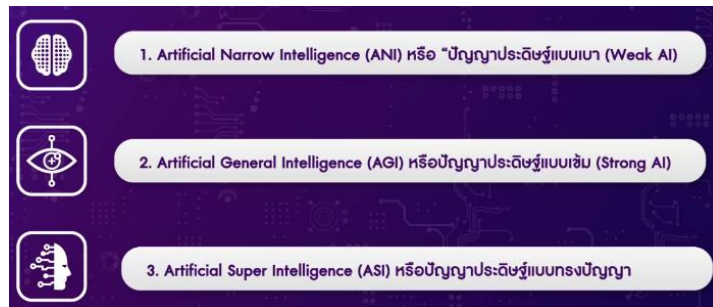 1. Artificial Narrow Intelligence (ANI) หรือ “ปัญญาประดิษฐ์แบบเบา (Weak AI)
2. Artificial General Intelligence (AGI) หรือปัญญาประดิษฐ์แบบเข้ม (Strong AI)
3. Artificial Super Intelligence (ASI) หรือปัญญาประดิษฐ์แบบทรงปัญญา